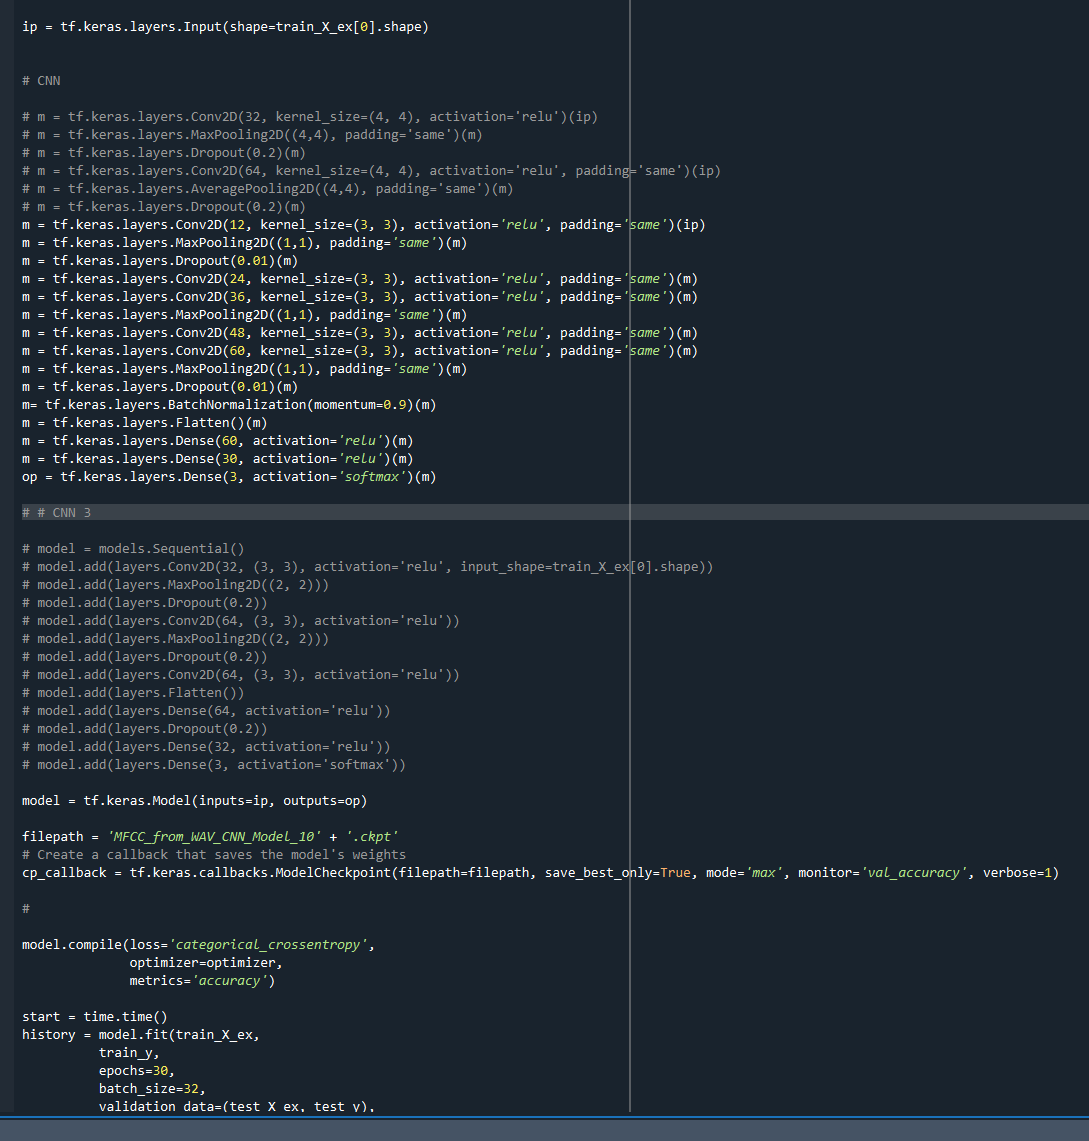 ip = tf.keras.layers.Input(shape=train_X_ex[0].shape)
# CNN
# m = tf.keras.layers.Conv2D(32, kernel_size=(4, 4), activation='relu')(ip)
# m = tf.keras.layers.MaxPooling2D((4,4), padding='same')(m)
# m = tf.keras.layers.Dropout(0.2)(m)
# m = tf.keras.layers.Conv2D(64, kernel_size=(4, 4), activation='relu', padding='same')(ip)
# m = tf.keras.layers.AveragePooling2D((4,4), padding='same')(m)
# m = tf.keras.layers.Dropout(0.2)(m)
m = tf.keras.layers.Conv2D(12, kernel_size=(3, 3), activation='relu', padding='same')(ip)
m = tf.keras.layers.MaxPooling2D((1,1), padding='same')(m)
m = tf.keras.layers.Dropout(0.01)(m)
m = tf.keras.layers.Conv2D(24, kernel_size=(3, 3), activation='relu', padding='same')(m)
m = tf.keras.layers.Conv2D(36, kernel_size=(3, 3), activation='relu', padding='same')(m)
m = tf.keras.layers.MaxPooling2D((1,1), padding='same')(m)
m = tf.keras.layers.Conv2D(48, kernel_size=(3, 3), activation='relu', padding='same')(m)
m = tf.keras.layers.Conv2D(60, kernel_size=(3, 3), activation='relu', padding='same')(m)
m = tf.keras.layers.MaxPooling2D((1,1), padding='same')(m)
m = tf.keras.layers.Dropout(0.01)(m)
m= tf.keras.layers.BatchNormalization(momentum=0.9)(m)
m = tf.keras.layers.Flatten()(m)
m = tf.keras.layers.Dense(60, activation='relu')(m)
m = tf.keras.layers.Dense(30, activation='relu')(m)
op = tf.keras.layers.Dense(3, activation='softmax')(m)
# # CNN 3
# model = models.Sequential()
# model.add(layers.Conv2D(32, (3, 3), activation='relu', input_shape=train_X_ex[0].shape))
# model.add(layers.MaxPooling2D((2, 2)))
# model.add(layers.Dropout(0.2))
# model.add(layers.Conv2D(64, (3, 3), activation='relu'))
# model.add(layers.MaxPooling2D((2, 2)))
# model.add(layers.Dropout(0.2))
# model.add(layers.Conv2D(64, (3, 3), activation='relu'))
# model.add(layers.Flatten())
# model.add(layers.Dense(64, activation='relu'))
# model.add(layers.Dropout(0.2))
# model.add(layers.Dense(32, activation='relu'))
# model.add(layers.Dense(3, activation='softmax'))
model = tf.keras.Model(inputs=ip, outputs=op)
filepath = 'MFCC_from_WAV_CNN_Model_10' + '.ckpt'
# Create a callback that saves the model's weights
cp_callback = tf.keras.callbacks.ModelCheckpoint(filepath=filepath, save_best_only=True, mode='max', monitor='val_accuracy', verbose=1)
#
model.compile(loss='categorical_crossentropy',
optimizer=optimizer,
metrics='accuracy')
start = time.time()
history = model.fit(train_X_ex,
train_y,
epochs=30,
batch_size=32,
validation_data=(test_X_ex, test_y),